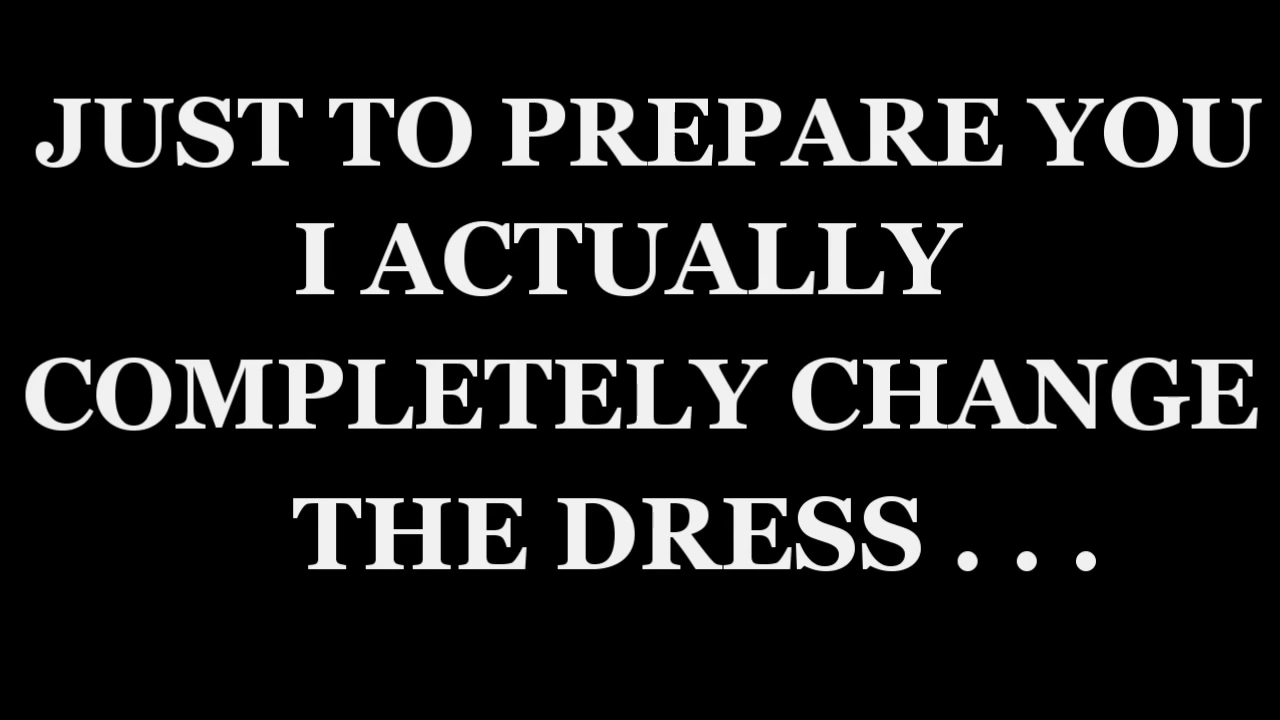 JUST TO PREPARE YOU
I ACTUALLY
COMPLETELY CHANGE
THE DRESS . . .